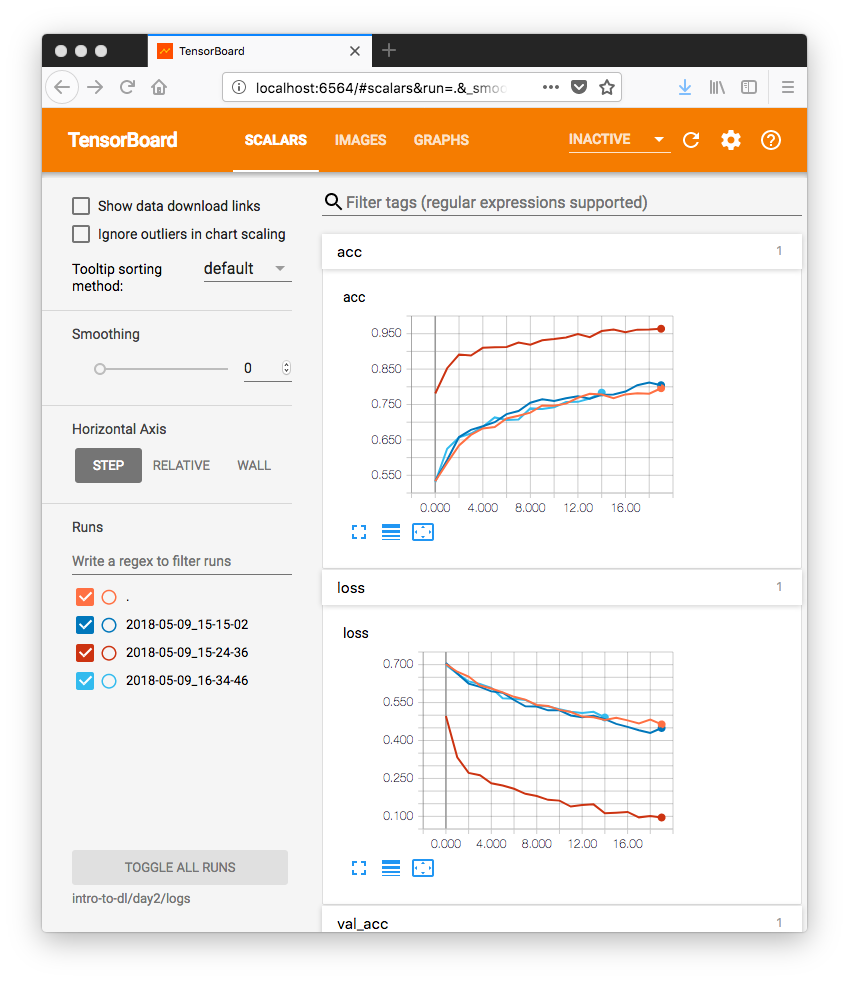 TensorBoard
localhost:6564/#scalars&run=.&_smoo
TensorBoard
SCALARS
IMAGES
GRAPHS
INACTIVE
Show data download links
Ignore outliers in chart scaling
Tooltip sorting
method:
default
Smoothing
0
Horizontal Axis
STEP
RELATIVE
WALL
Runs
Write a regex to filter runs
.
2018-05-09_15-15-02
2018-05-09_15-24-36
2018-05-09_16-34-46
TOGGLE ALL RUNS
intro-to-dl/day2/logs
Filter tags (regular expressions supported)
acc
1
acc
0.950
0.850
0.750
0.650
0.550
0.000 4.000 8.000 12.00 16.00
loss
1
loss
0.700
0.550
0.400
0.250
0.100
0.000 4.000 8.000 12.00 16.00
val_acc
1